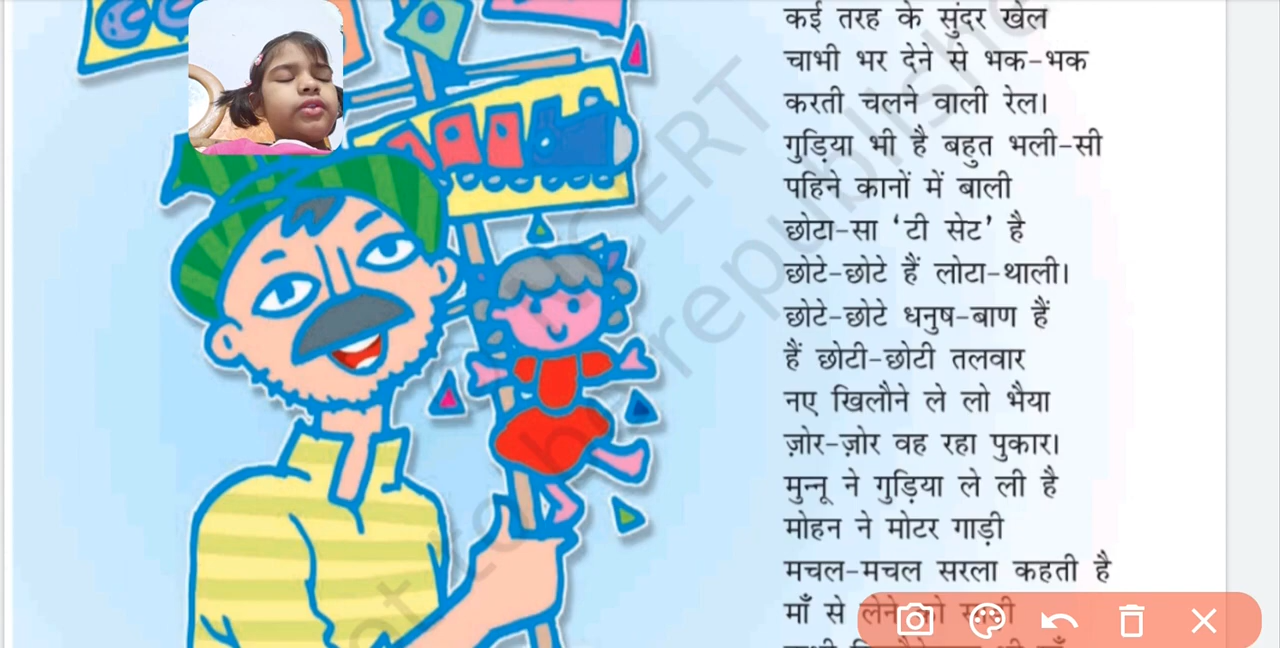 कई तरह के सुंदर खेल
चाभी भर देने से भक-भक
करती चलने वाली रेल।
गुड़िया भी है बहुत भली-सी
पहिने कानों में बाली
छोटा-सा ‘टी सेट’ है
छोटे-छोटे हैं लोटा-थाली।
छोटे-छोटे धनुष-बाण हैं
हैं छोटी-छोटी तलवार
नए खिलौने ले लो भैया
ज़ोर-ज़ोर वह रहा पुकार।
मुन्नू ने गुड़िया ले ली है
मोहन ने मोटर गाड़ी
मचल-मचल सरला कहती है
माँ से लेने को साड़ी